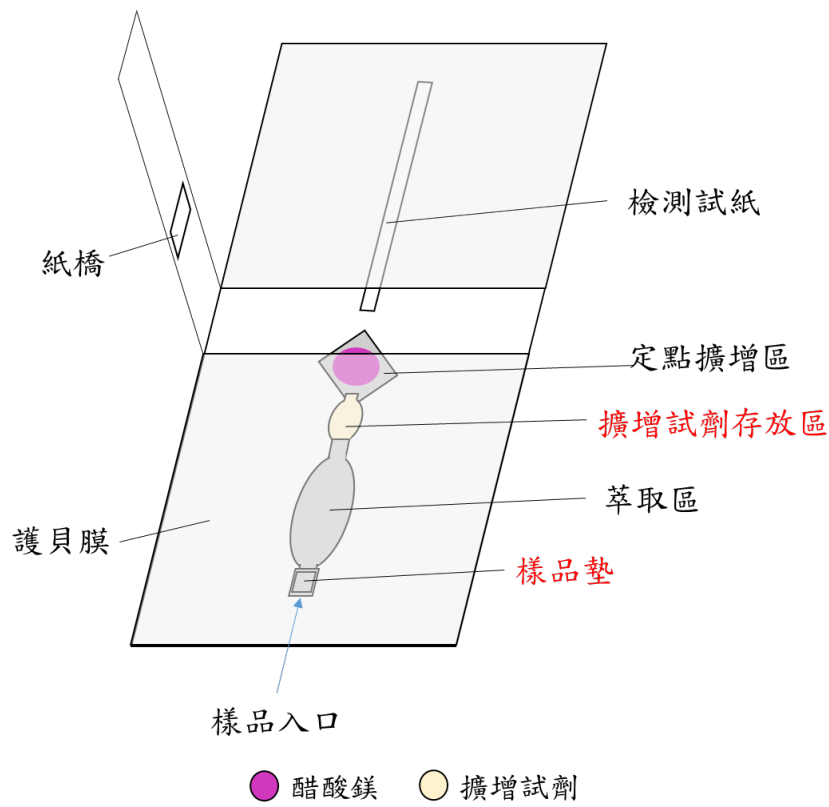 檢測試紙
紙橋
定點擴增區
擴增試劑存放區
萃取區
護貝膜
樣品墊
樣品入口
醋酸鎂
擴增試劑